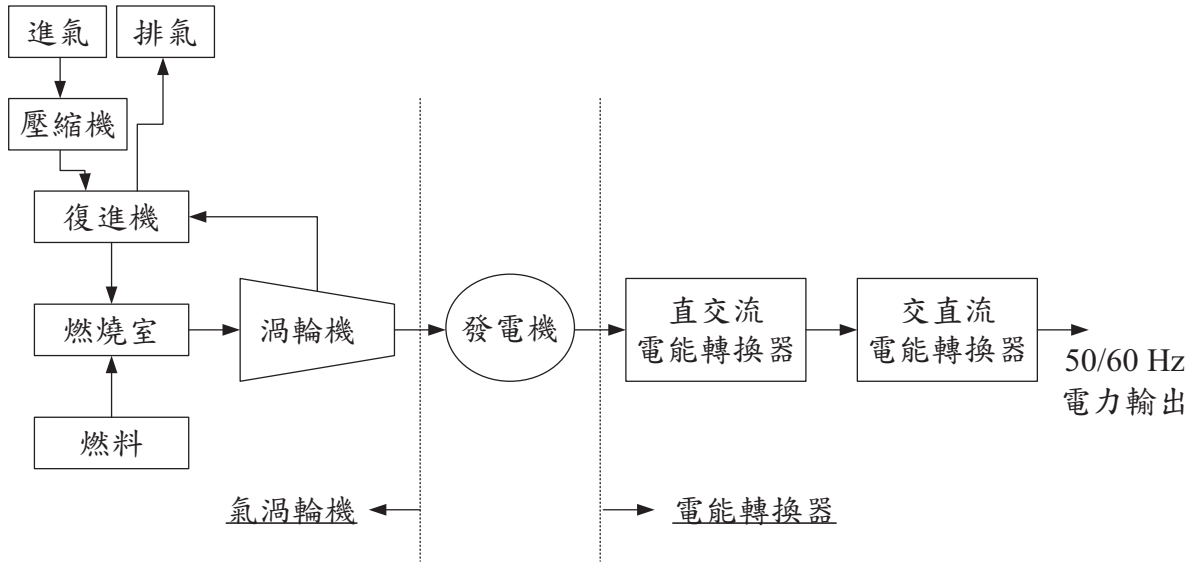 進氣
排氣
壓縮機
復進機
燃燒室
渦輪機
發電機
直交流
電能轉換器
交直流
電能轉換器
50/60 Hz
電力輸出
燃料
氣渦輪機
電能轉換器